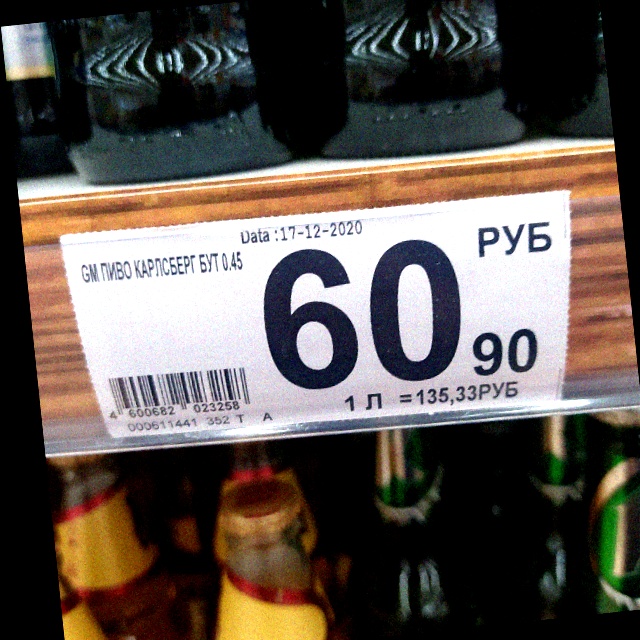 Data :17-12-2020
GM ПИВО КАРЛСБЕРГ БУТ 0.45
60 90 РУБ
1 Л =135,33РУБ
4 600682 023258
000611441 352 Т А